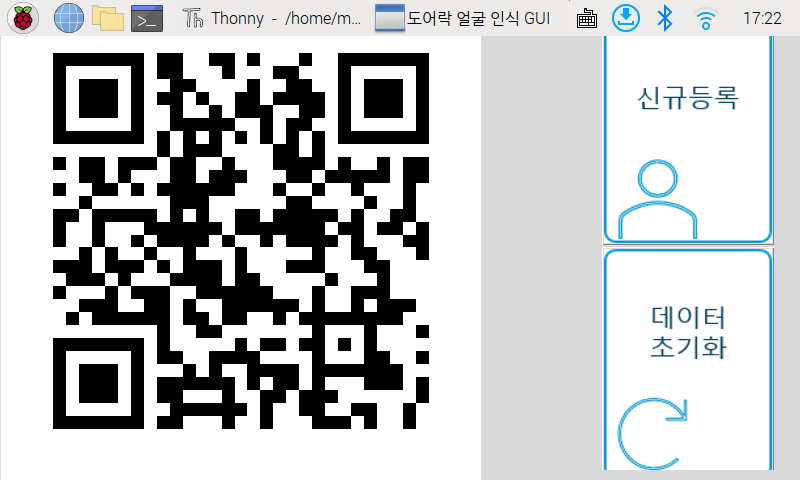 Thonny - /home/m...
도어락 얼굴 인식 GUI
17:22
신규등록
데이터
초기화